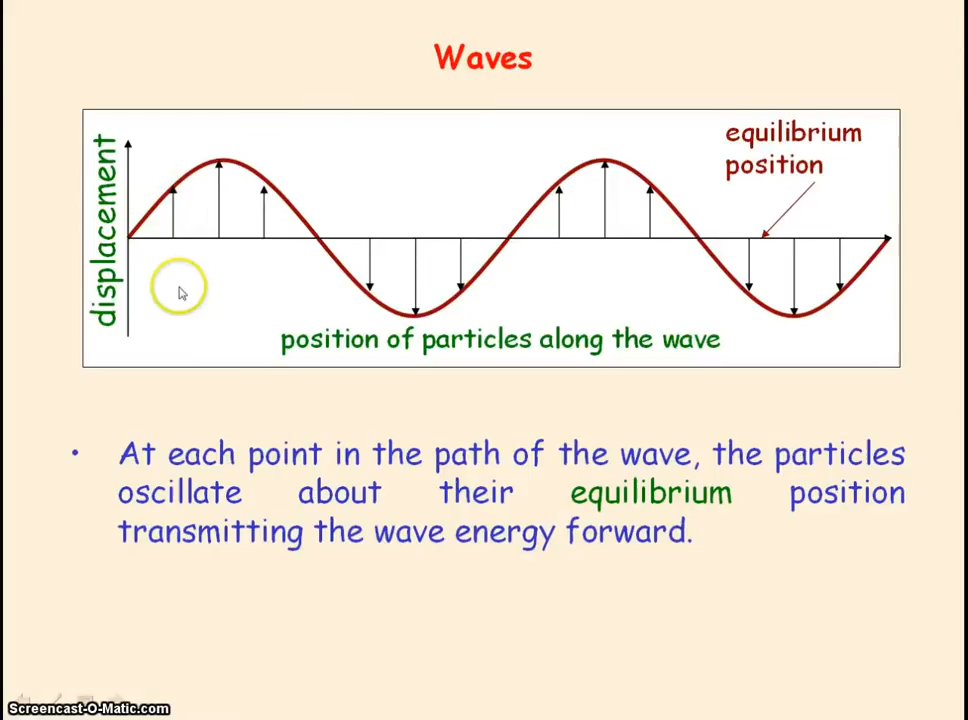 Waves
equilibrium
position
displacement
position of particles along the wave
• At each point in the path of the wave, the particles
oscillate about their equilibrium position
transmitting the wave energy forward.
Screencast-O-Matic.com